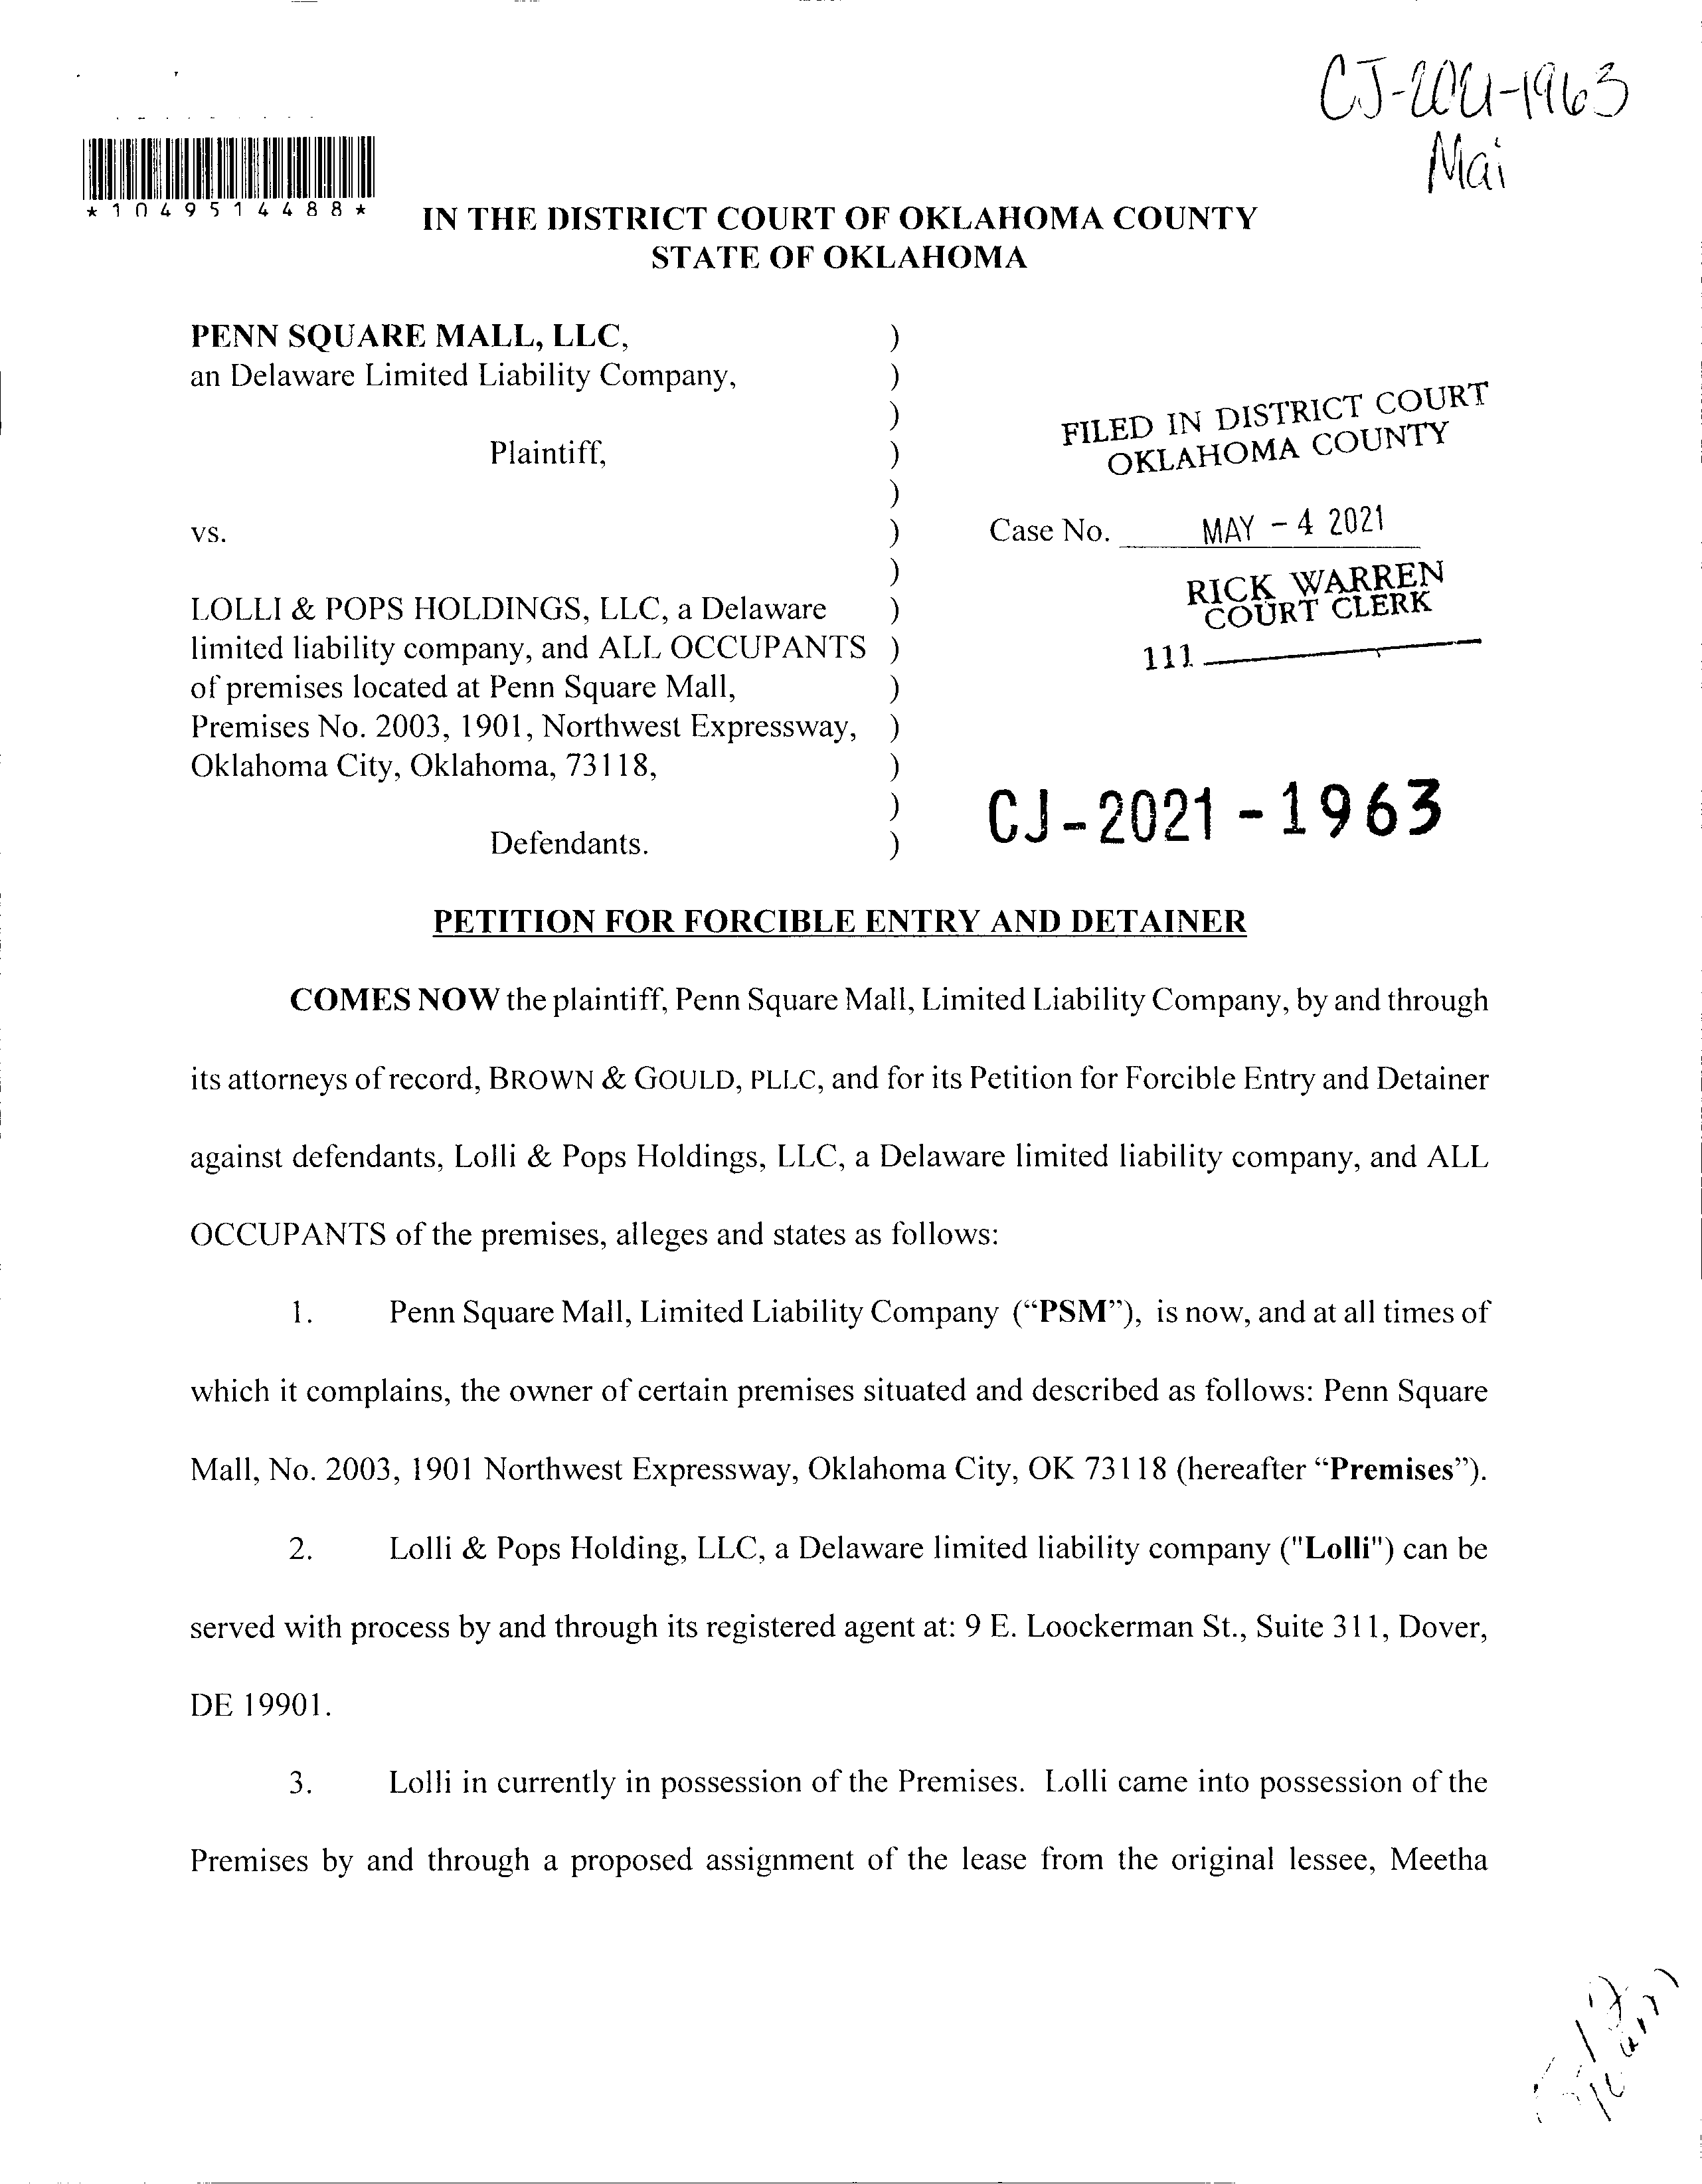 CJ-2021-1963
Mai
*1049514488*
IN THE DISTRICT COURT OF OKLAHOMA COUNTY
STATE OF OKLAHOMA
PENN SQUARE MALL, LLC, )
an Delaware Limited Liability Company, )
)
Plaintiff, )
)
vs. )
)
LOLLI & POPS HOLDINGS, LLC, a Delaware )
limited liability company, and ALL OCCUPANTS )
of premises located at Penn Square Mall, )
Premises No. 2003, 1901, Northwest Expressway, )
Oklahoma City, Oklahoma, 73118, )
)
Defendants. )
FILED IN DISTRICT COURT
OKLAHOMA COUNTY
Case No. MAY - 4 2021
RICK WARREN
COURT CLERK
111
CJ-2021-1963
PETITION FOR FORCIBLE ENTRY AND DETAINER
COMES NOW the plaintiff, Penn Square Mall, Limited Liability Company, by and through
its attorneys of record, BROWN & GOULD, PLLC, and for its Petition for Forcible Entry and Detainer
against defendants, Lolli & Pops Holdings, LLC, a Delaware limited liability company, and ALL
OCCUPANTS of the premises, alleges and states as follows:
1. Penn Square Mall, Limited Liability Company (“PSM”), is now, and at all times of
which it complains, the owner of certain premises situated and described as follows: Penn Square
Mall, No. 2003, 1901 Northwest Expressway, Oklahoma City, OK 73118 (hereafter “Premises”).
2. Lolli & Pops Holding, LLC, a Delaware limited liability company ("Lolli") can be
served with process by and through its registered agent at: 9 E. Loockerman St., Suite 311, Dover,
DE 19901.
3. Lolli in currently in possession of the Premises. Lolli came into possession of the
Premises by and through a proposed assignment of the lease from the original lessee, Meetha